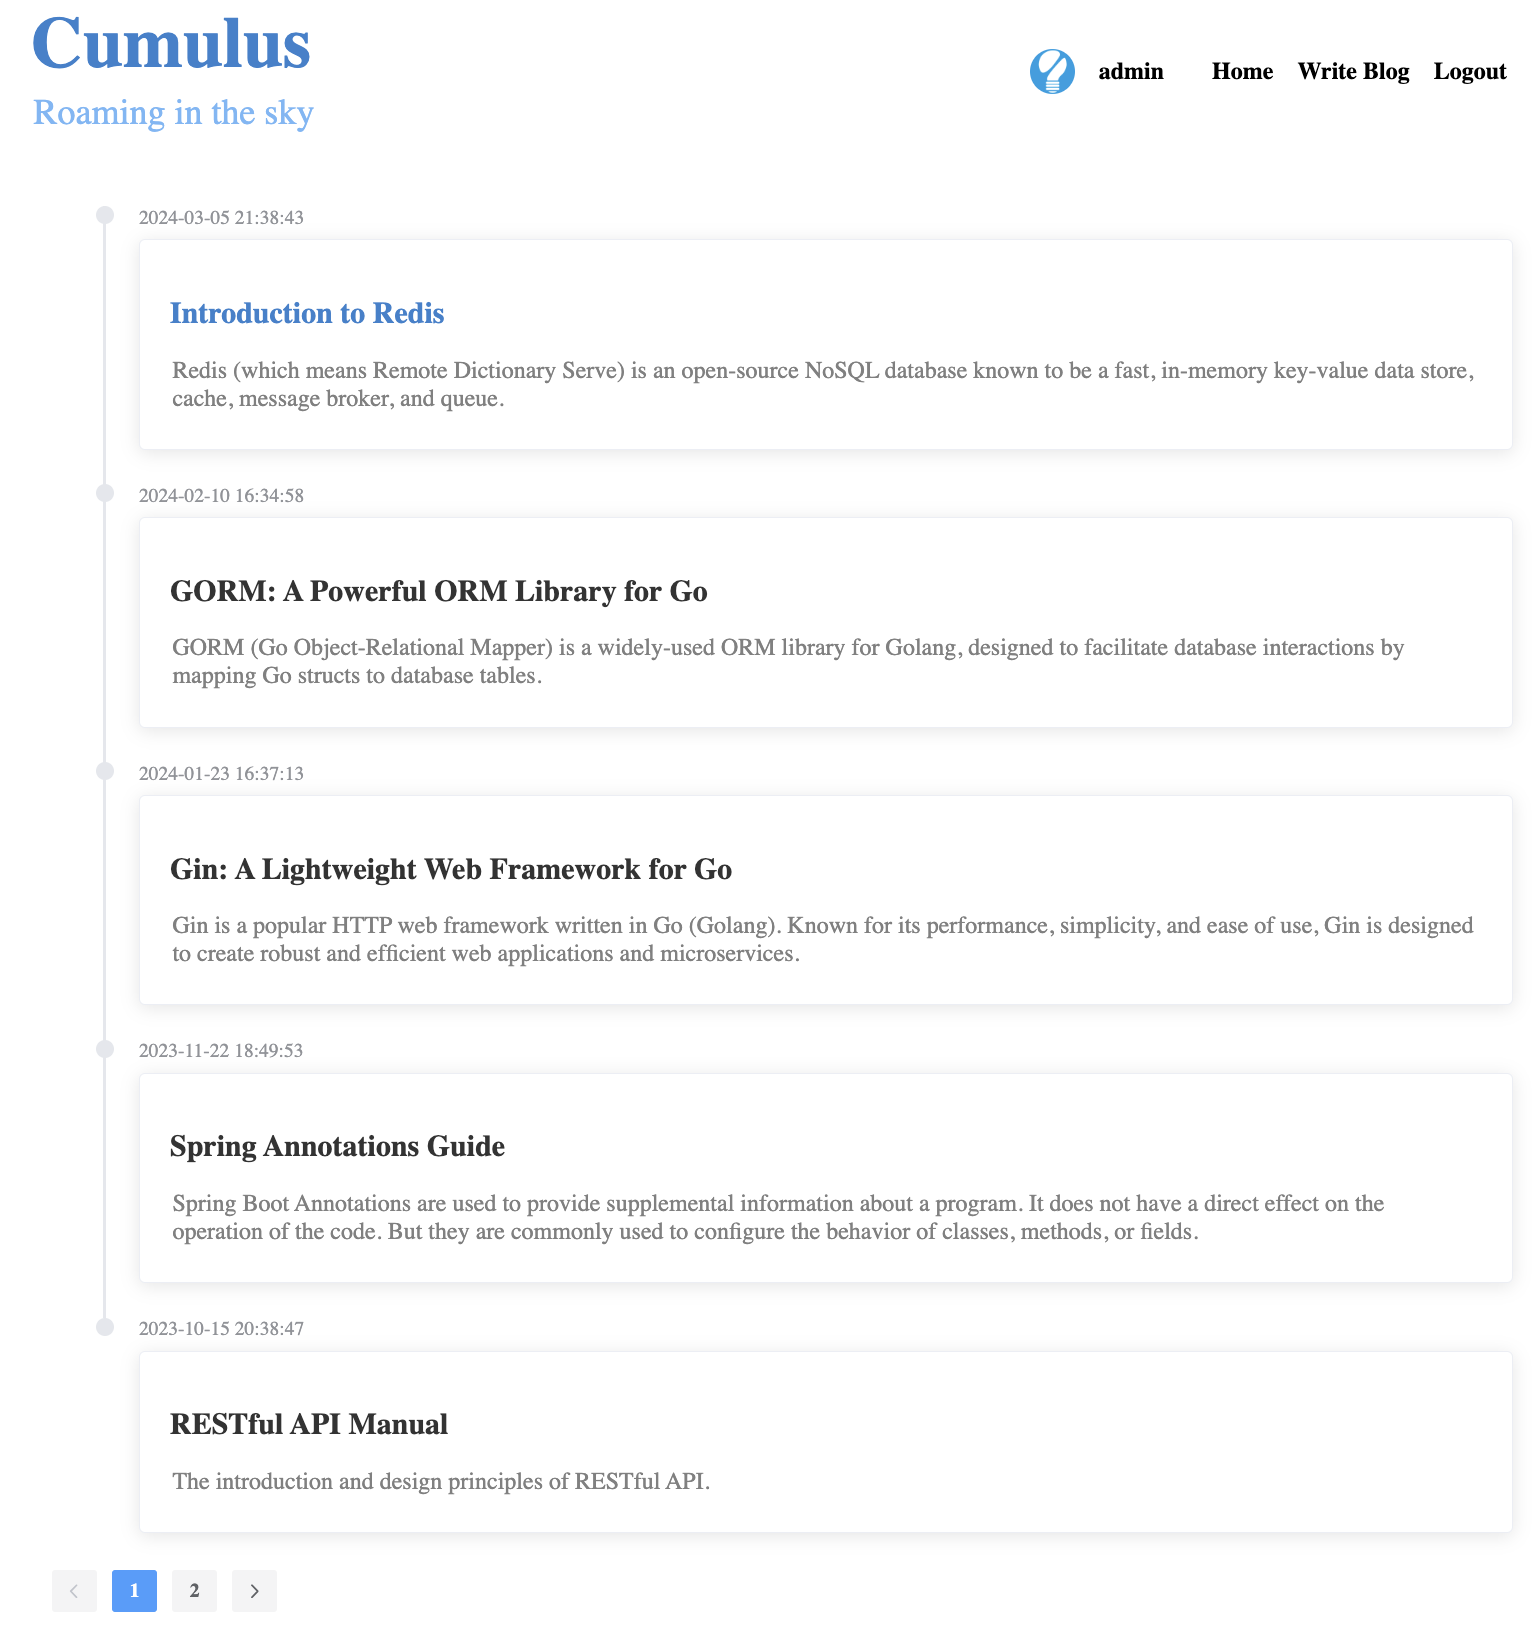 Cumulus
Roaming in the sky
admin Home Write Blog Logout
2024-03-05 21:38:43
Introduction to Redis
Redis (which means Remote Dictionary Serve) is an open-source NoSQL database known to be a fast, in-memory key-value data store,
cache, message broker, and queue.
2024-02-10 16:34:58
GORM: A Powerful ORM Library for Go
GORM (Go Object-Relational Mapper) is a widely-used ORM library for Golang, designed to facilitate database interactions by
mapping Go structs to database tables.
2024-01-23 16:37:13
Gin: A Lightweight Web Framework for Go
Gin is a popular HTTP web framework written in Go (Golang). Known for its performance, simplicity, and ease of use, Gin is designed
to create robust and efficient web applications and microservices.
2023-11-22 18:49:53
Spring Annotations Guide
Spring Boot Annotations are used to provide supplemental information about a program. It does not have a direct effect on the
operation of the code. But they are commonly used to configure the behavior of classes, methods, or fields.
2023-10-15 20:38:47
RESTful API Manual
The introduction and design principles of RESTful API.
1 2